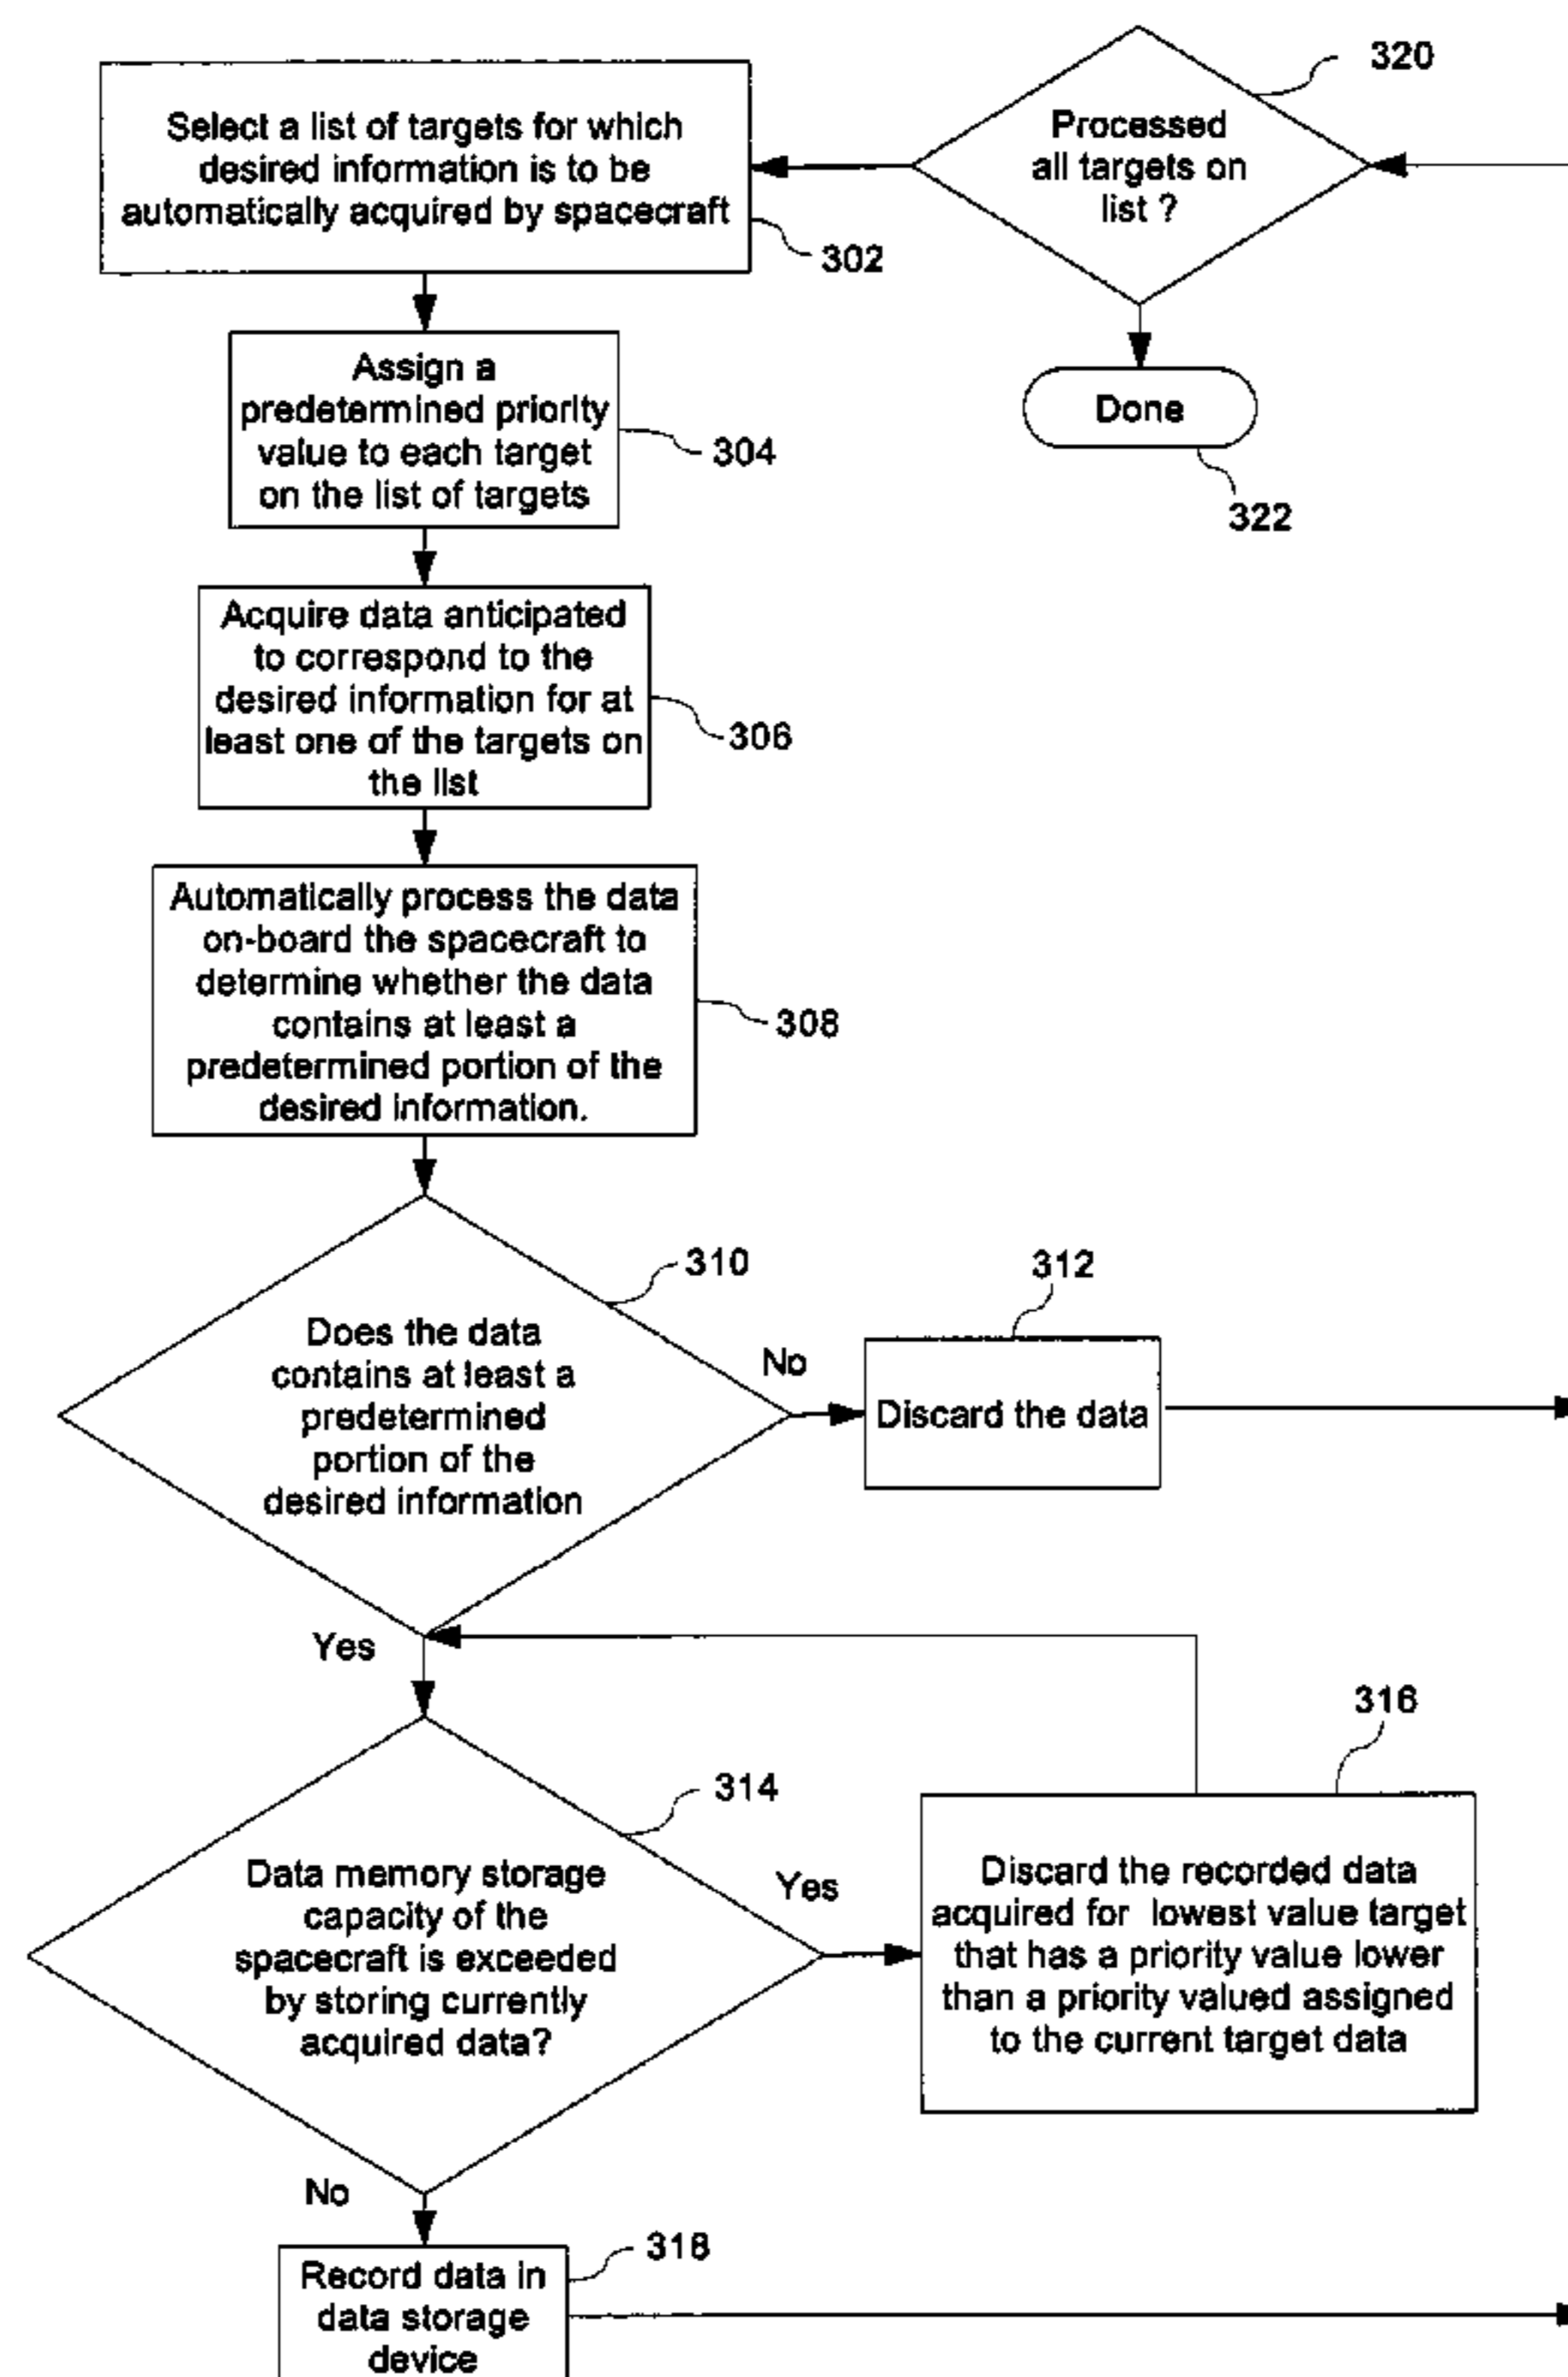 Select a list of targets for which
desired information is to be
automatically acquired by spacecraft
302
Processed
all targets on
list ?
320
Done
322
Assign a
predetermined priority
value to each target
on the list of targets
304
Acquire data anticipated
to correspond to the
desired information for at
least one of the targets on
the list
306
Automatically process the data
on-board the spacecraft to
determine whether the data
contains at least a
predetermined portion of the
desired information.
308
Does the data
contains at least a
predetermined
portion of the
desired information
310
No
312
Discard the data
Yes
Data memory storage
capacity of the
spacecraft is exceeded
by storing currently
acquired data?
314
Yes
316
Discard the recorded data
acquired for lowest value target
that has a priority value lower
than a priority valued assigned
to the current target data
No
318
Record data in
data storage
device